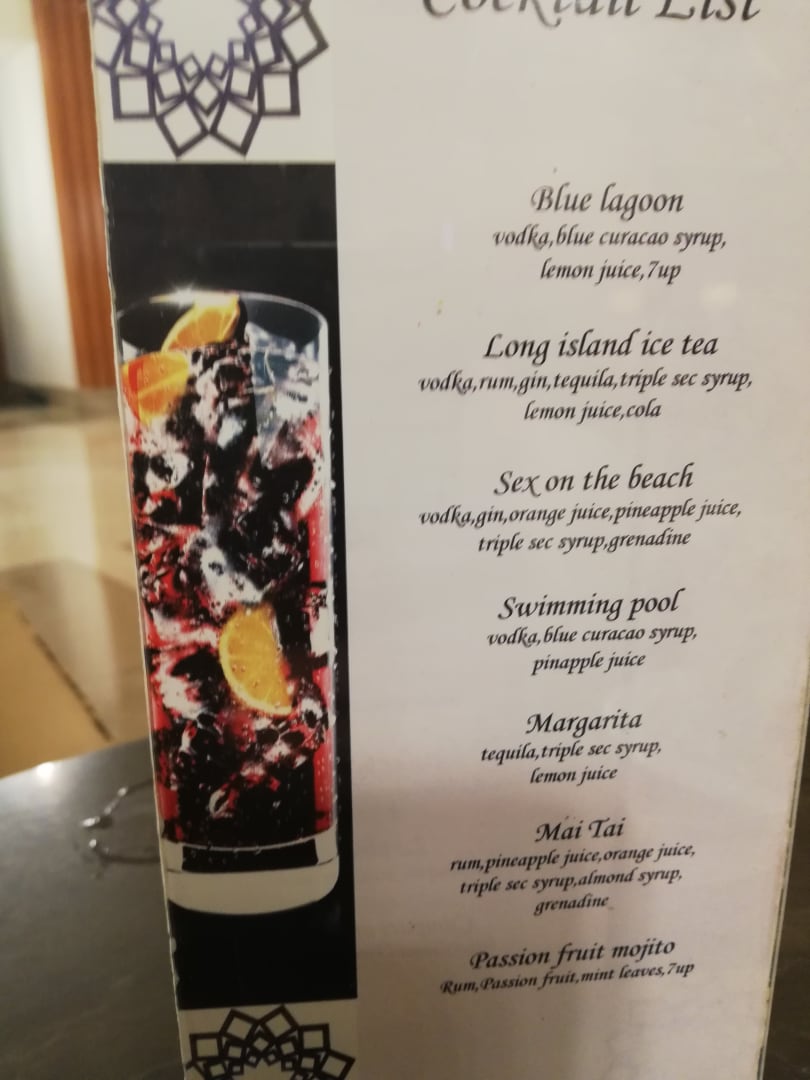 Cocktail List
Blue lagoon
vodka,blue curacao syrup,
lemon juice,7up
Long island ice tea
vodka,rum,gin,tequila,triple sec syrup,
lemon juice,cola
Sex on the beach
vodka,gin,orange juice,pineapple juice,
triple sec syrup,grenadine
Swimming pool
vodka,blue curacao syrup,
pinapple juice
Margarita
tequila,triple sec syrup,
lemon juice
Mai Tai
rum,pineapple juice,orange juice,
triple sec syrup,almond syrup,
grenadine
Passion fruit mojito
Rum,Passion fruit,mint leaves,7up